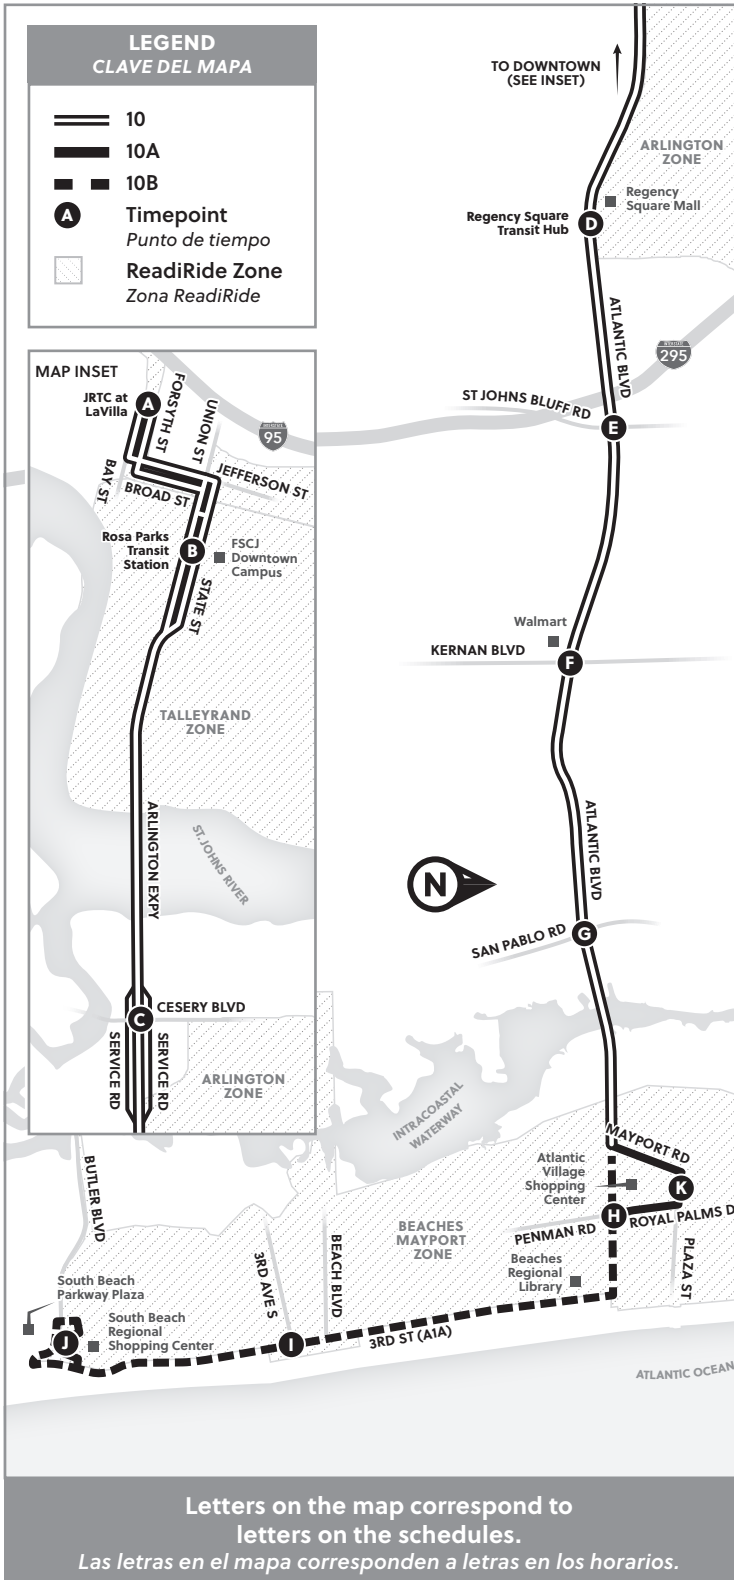 LEGEND
CLAVE DEL MAPA
10
10A
10B
A
Timepoint
Punto de tiempo
ReadiRide Zone
Zona ReadiRide
MAP INSET
JRTC at
LaVilla
A
FORSYTH ST
UNION ST
95
BAY ST
BROAD ST
JEFFERSON ST
Rosa Parks
Transit
Station
B
FSCJ
Downtown
Campus
STATE ST
TALLEYRAND
ZONE
ARLINGTON EXPY
ST. JOHNS RIVER
C
CESERY BLVD
SERVICE RD
SERVICE RD
ARLINGTON
ZONE
TO DOWNTOWN
(SEE INSET)
ARLINGTON
ZONE
Regency
Square Mall
Regency Square
Transit Hub
D
ATLANTIC BLVD
295
ST JOHNS BLUFF RD
E
Walmart
KERNAN BLVD
F
ATLANTIC BLVD
N
SAN PABLO RD
G
INTRACOASTAL
WATERWAY
MAYPORT RD
Atlantic
Village
Shopping
Center
K
H
ROYAL PALMS D
PENMAN RD
BEACHES
MAYPORT
ZONE
Beaches
Regional
Library
PLAZA ST
BUTLER BLVD
3RD AVE S
BEACH BLVD
South Beach
Parkway Plaza
South Beach
Regional
Shopping Center
J
I
3RD ST (A1A)
ATLANTIC OCEAN
Letters on the map correspond to
letters on the schedules.
Las letras en el mapa corresponden a letras en los horarios.